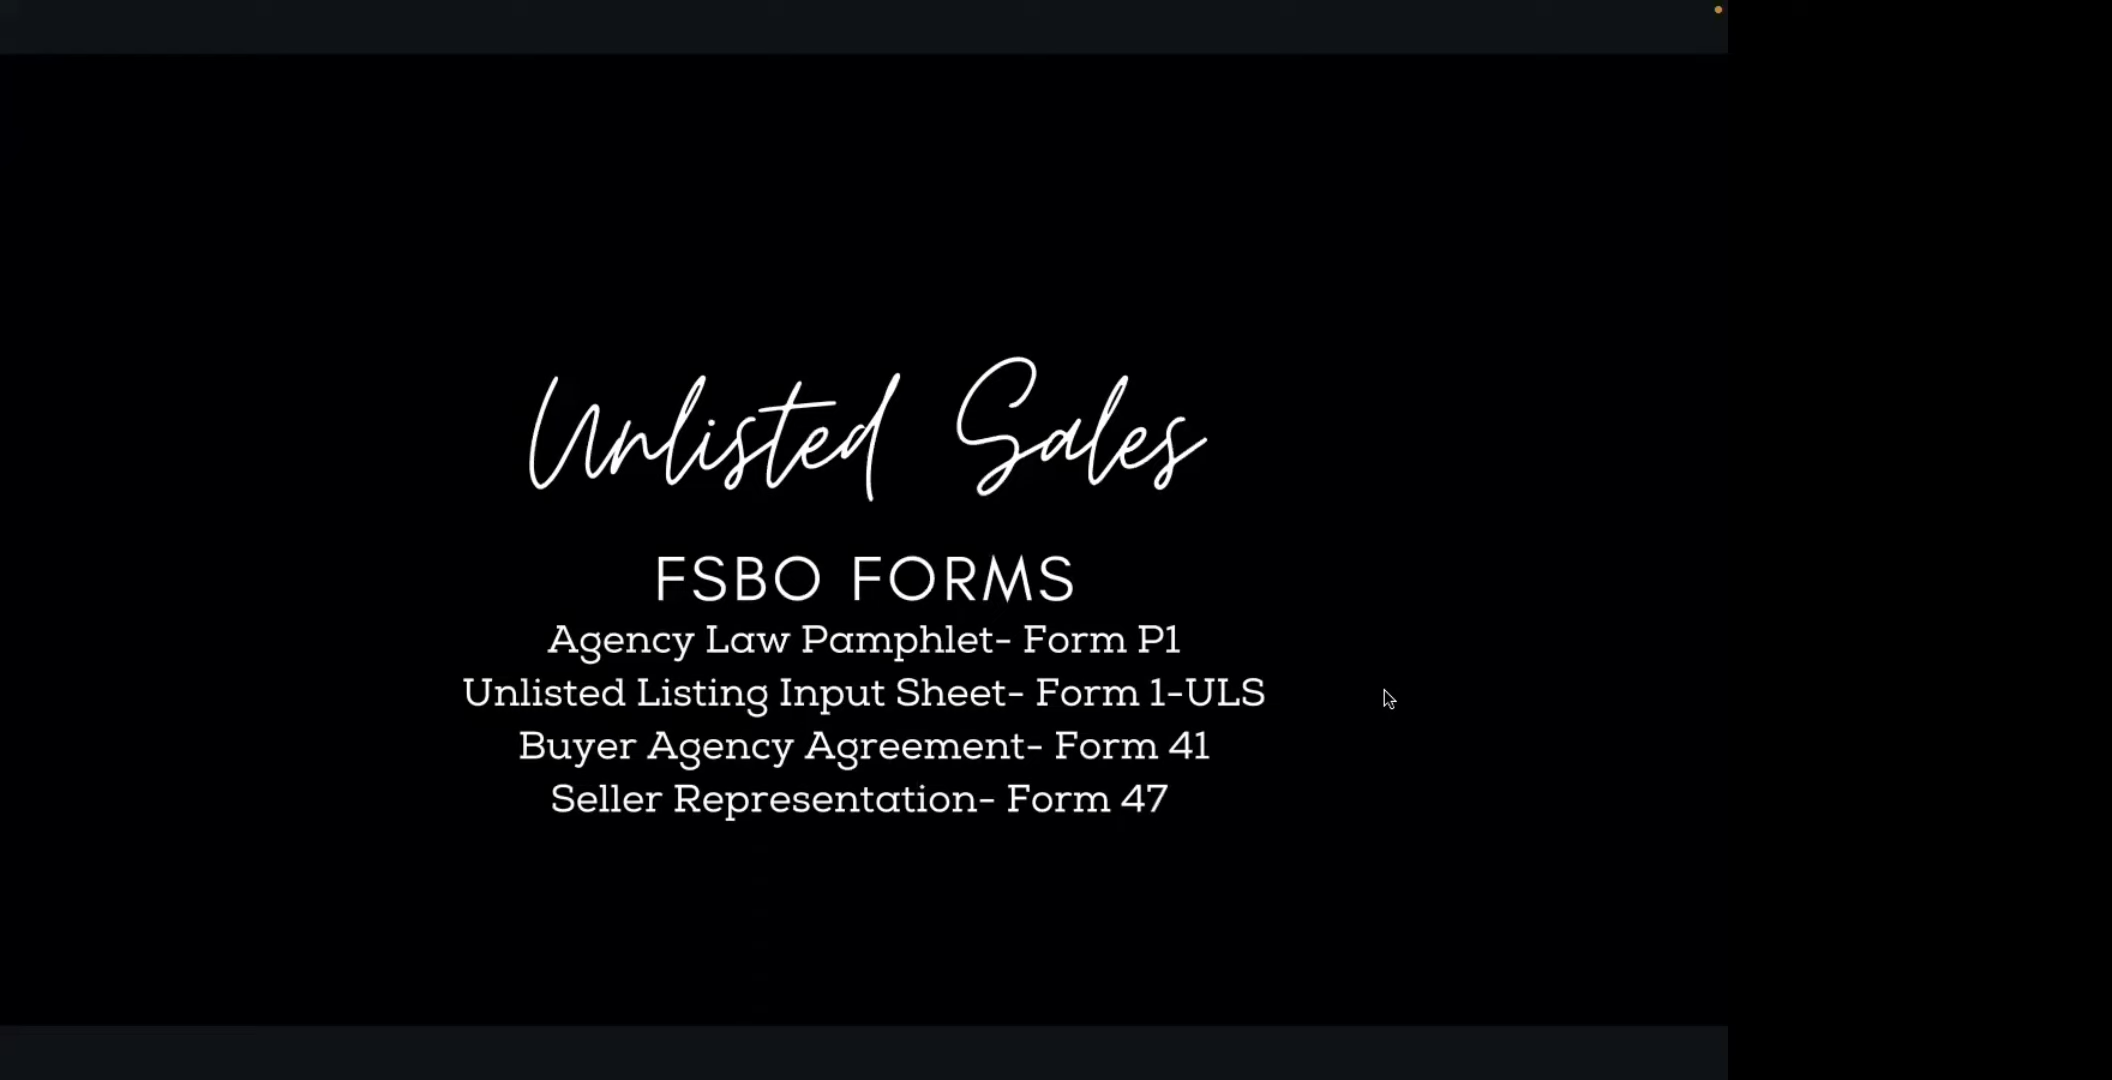 Unlisted Sales
FSBO FORMS
Agency Law Pamphlet- Form P1
Unlisted Listing Input Sheet- Form 1-ULS
Buyer Agency Agreement- Form 41
Seller Representation- Form 47